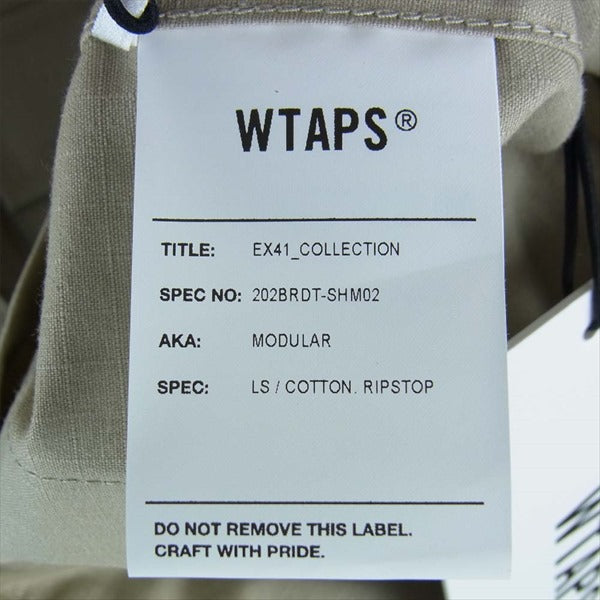 WTAPS®
TITLE: EX41_COLLECTION
SPEC NO: 202BRDT-SHM02
AKA: MODULAR
SPEC: LS / COTTON. RIPSTOP
DO NOT REMOVE THIS LABEL.
CRAFT WITH PRIDE.